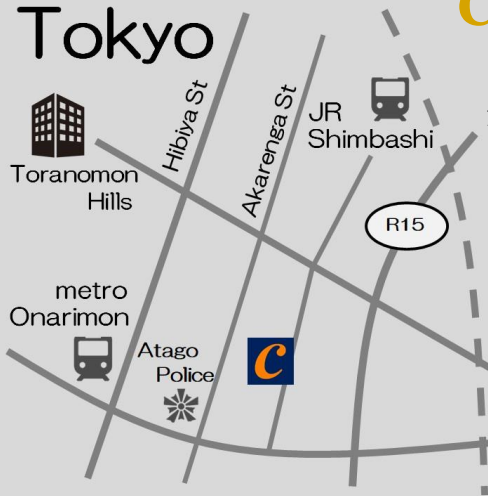 Tokyo
C
Hibiya St
Akarenga St
JR
Shimbashi
Toranomon
Hills
R15
metro
Onarimon
Atago
Police
C